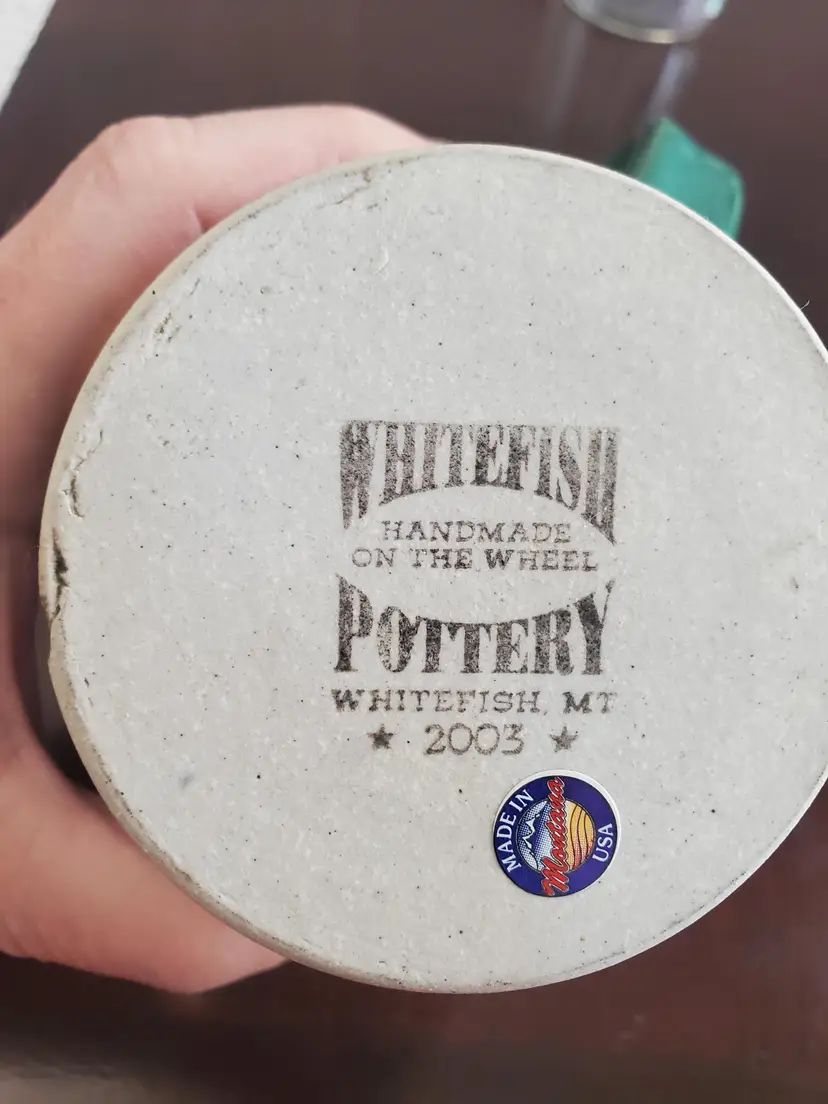 WHITEFISH
HANDMADE
ON THE WHEEL
POTTERY
WHITEFISH, MT
★ 2003 ★
MADE IN
Montana
USA